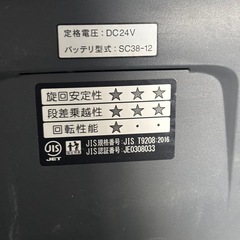 定格電圧：DC24V
バッテリ型式：SC38-12
旋回安定性 ★ ★ ★
段差乗越性 ★ ★ ★
回転性能 ★ ・ ・
JIS
JET
JIS規格番号：JIS T9208:2016
JIS認証番号：JE0308033